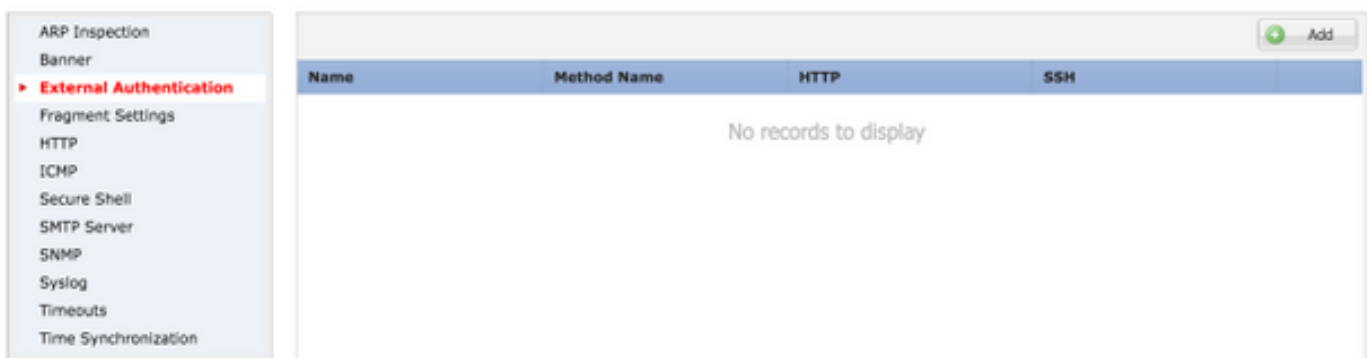 ARP Inspection
Banner
External Authentication
Fragment Settings
HTTP
ICMP
Secure Shell
SMTP Server
SNMP
Syslog
Timeouts
Time Synchronization
Add
Name Method Name HTTP SSH
No records to display